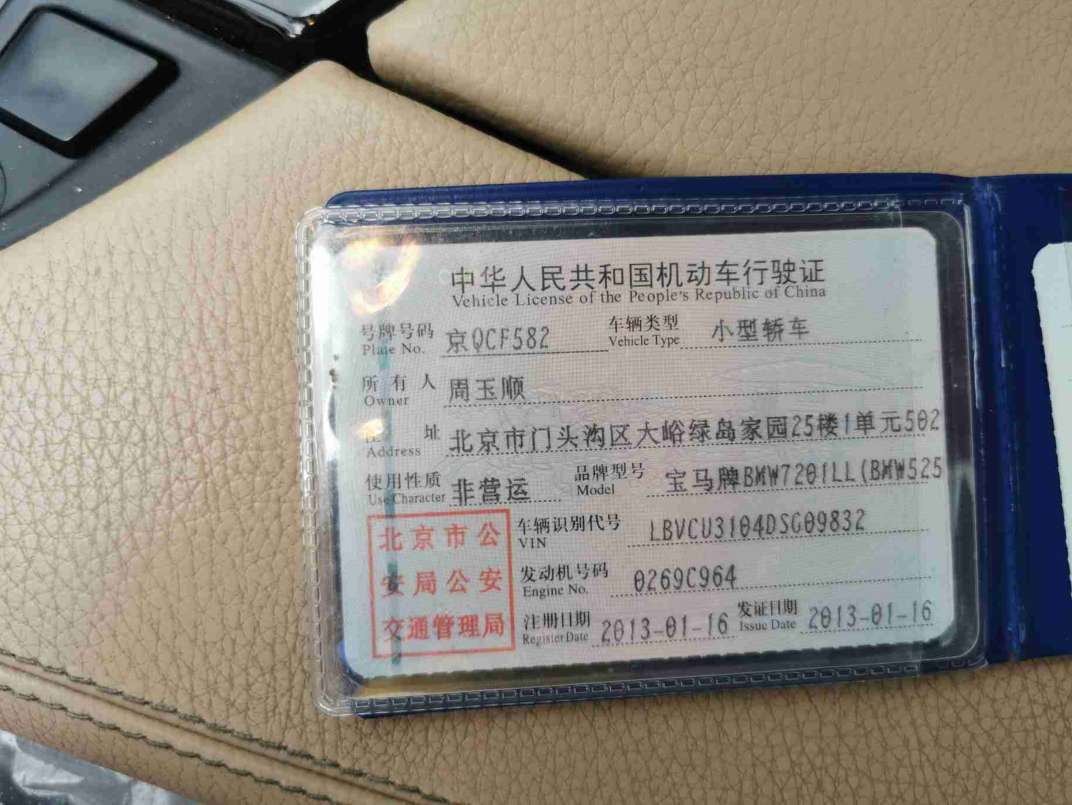 中华人民共和国机动车行驶证
Vehicle License of the People's Republic of China
号牌号码 京QCF582 车辆类型 小型轿车
Plate No. Vehicle Type
所有人 周玉顺
Owner
住址 北京市门头沟区大峪绿岛家园25楼1单元502
Address
使用性质 非营运 品牌型号 宝马牌BMW7201LL(BMW525
Use Character Model
北京市公
安局公安
交通管理局
车辆识别代号 LBVCU3104DSG09832
VIN
发动机号码 0269C964
Engine No.
注册日期 2013-01-16 发证日期 2013-01-16
Register Date Issue Date